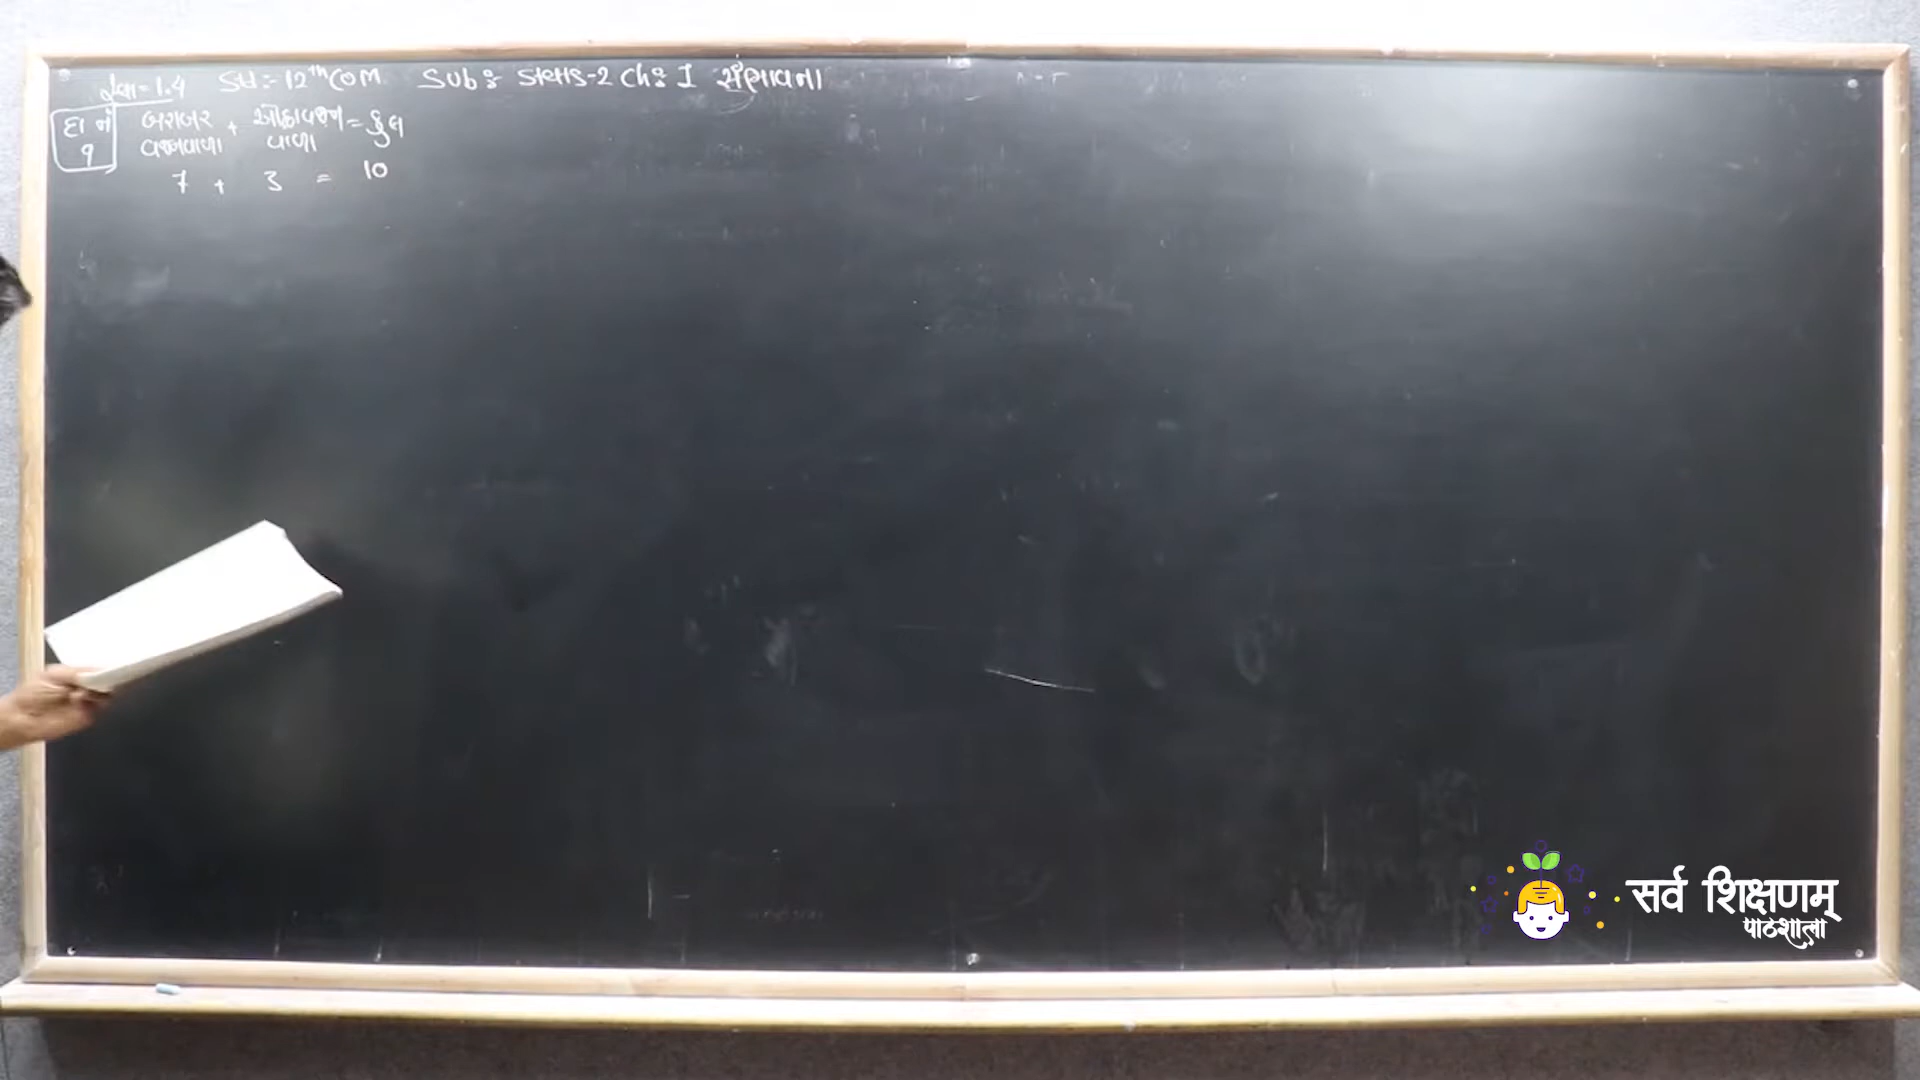 સ્વા = 1.4 Std :- 12th com. Sub : Stats-2 Ch : 1 સંભાવના
દા નં બરાબર + ઓછાવજન = કુલ
૧ વજનવાળા વાળા
7 + 3 = 10
सर्व शिक्षणम्
पाठशाला